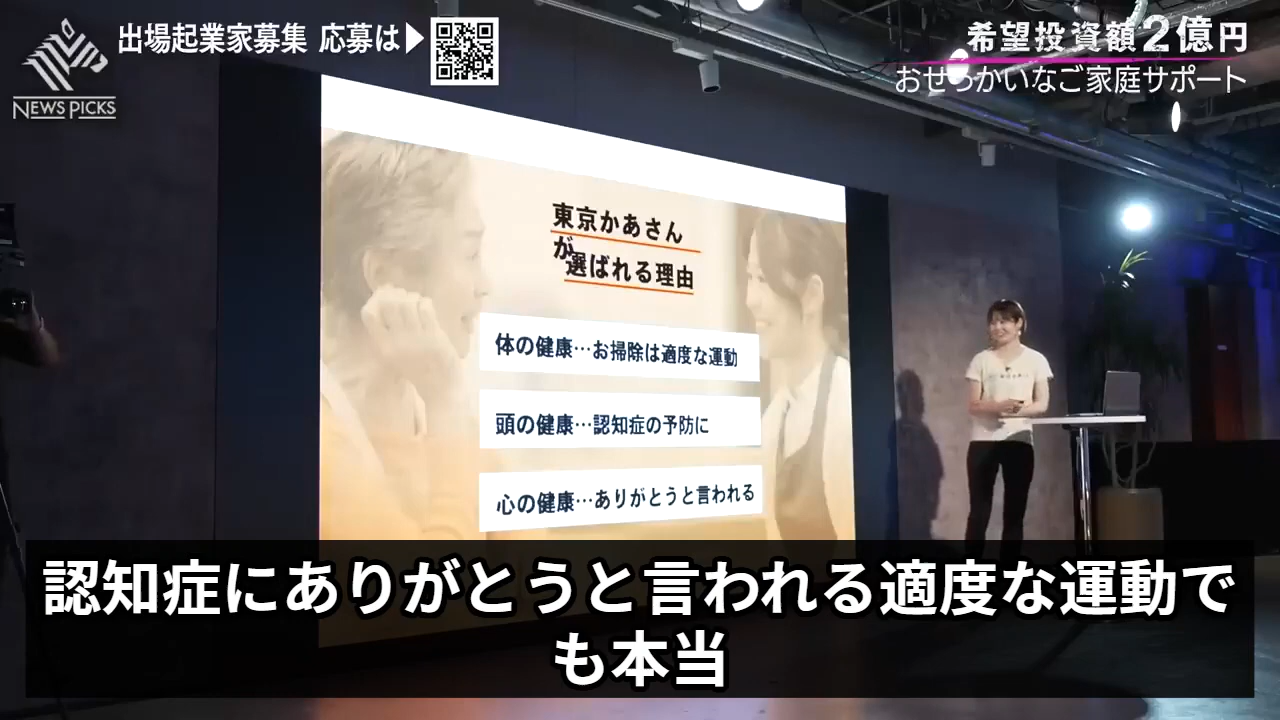 出場起業家募集 応募は▶
NEWSPICKS
希望投資額2億円
おせっかいなご家庭サポート
東京かあさん
が
選ばれる理由
体の健康…お掃除は適度な運動
頭の健康…認知症の予防に
心の健康…ありがとうと言われる
認知症にありがとうと言われる適度な運動で
も本当